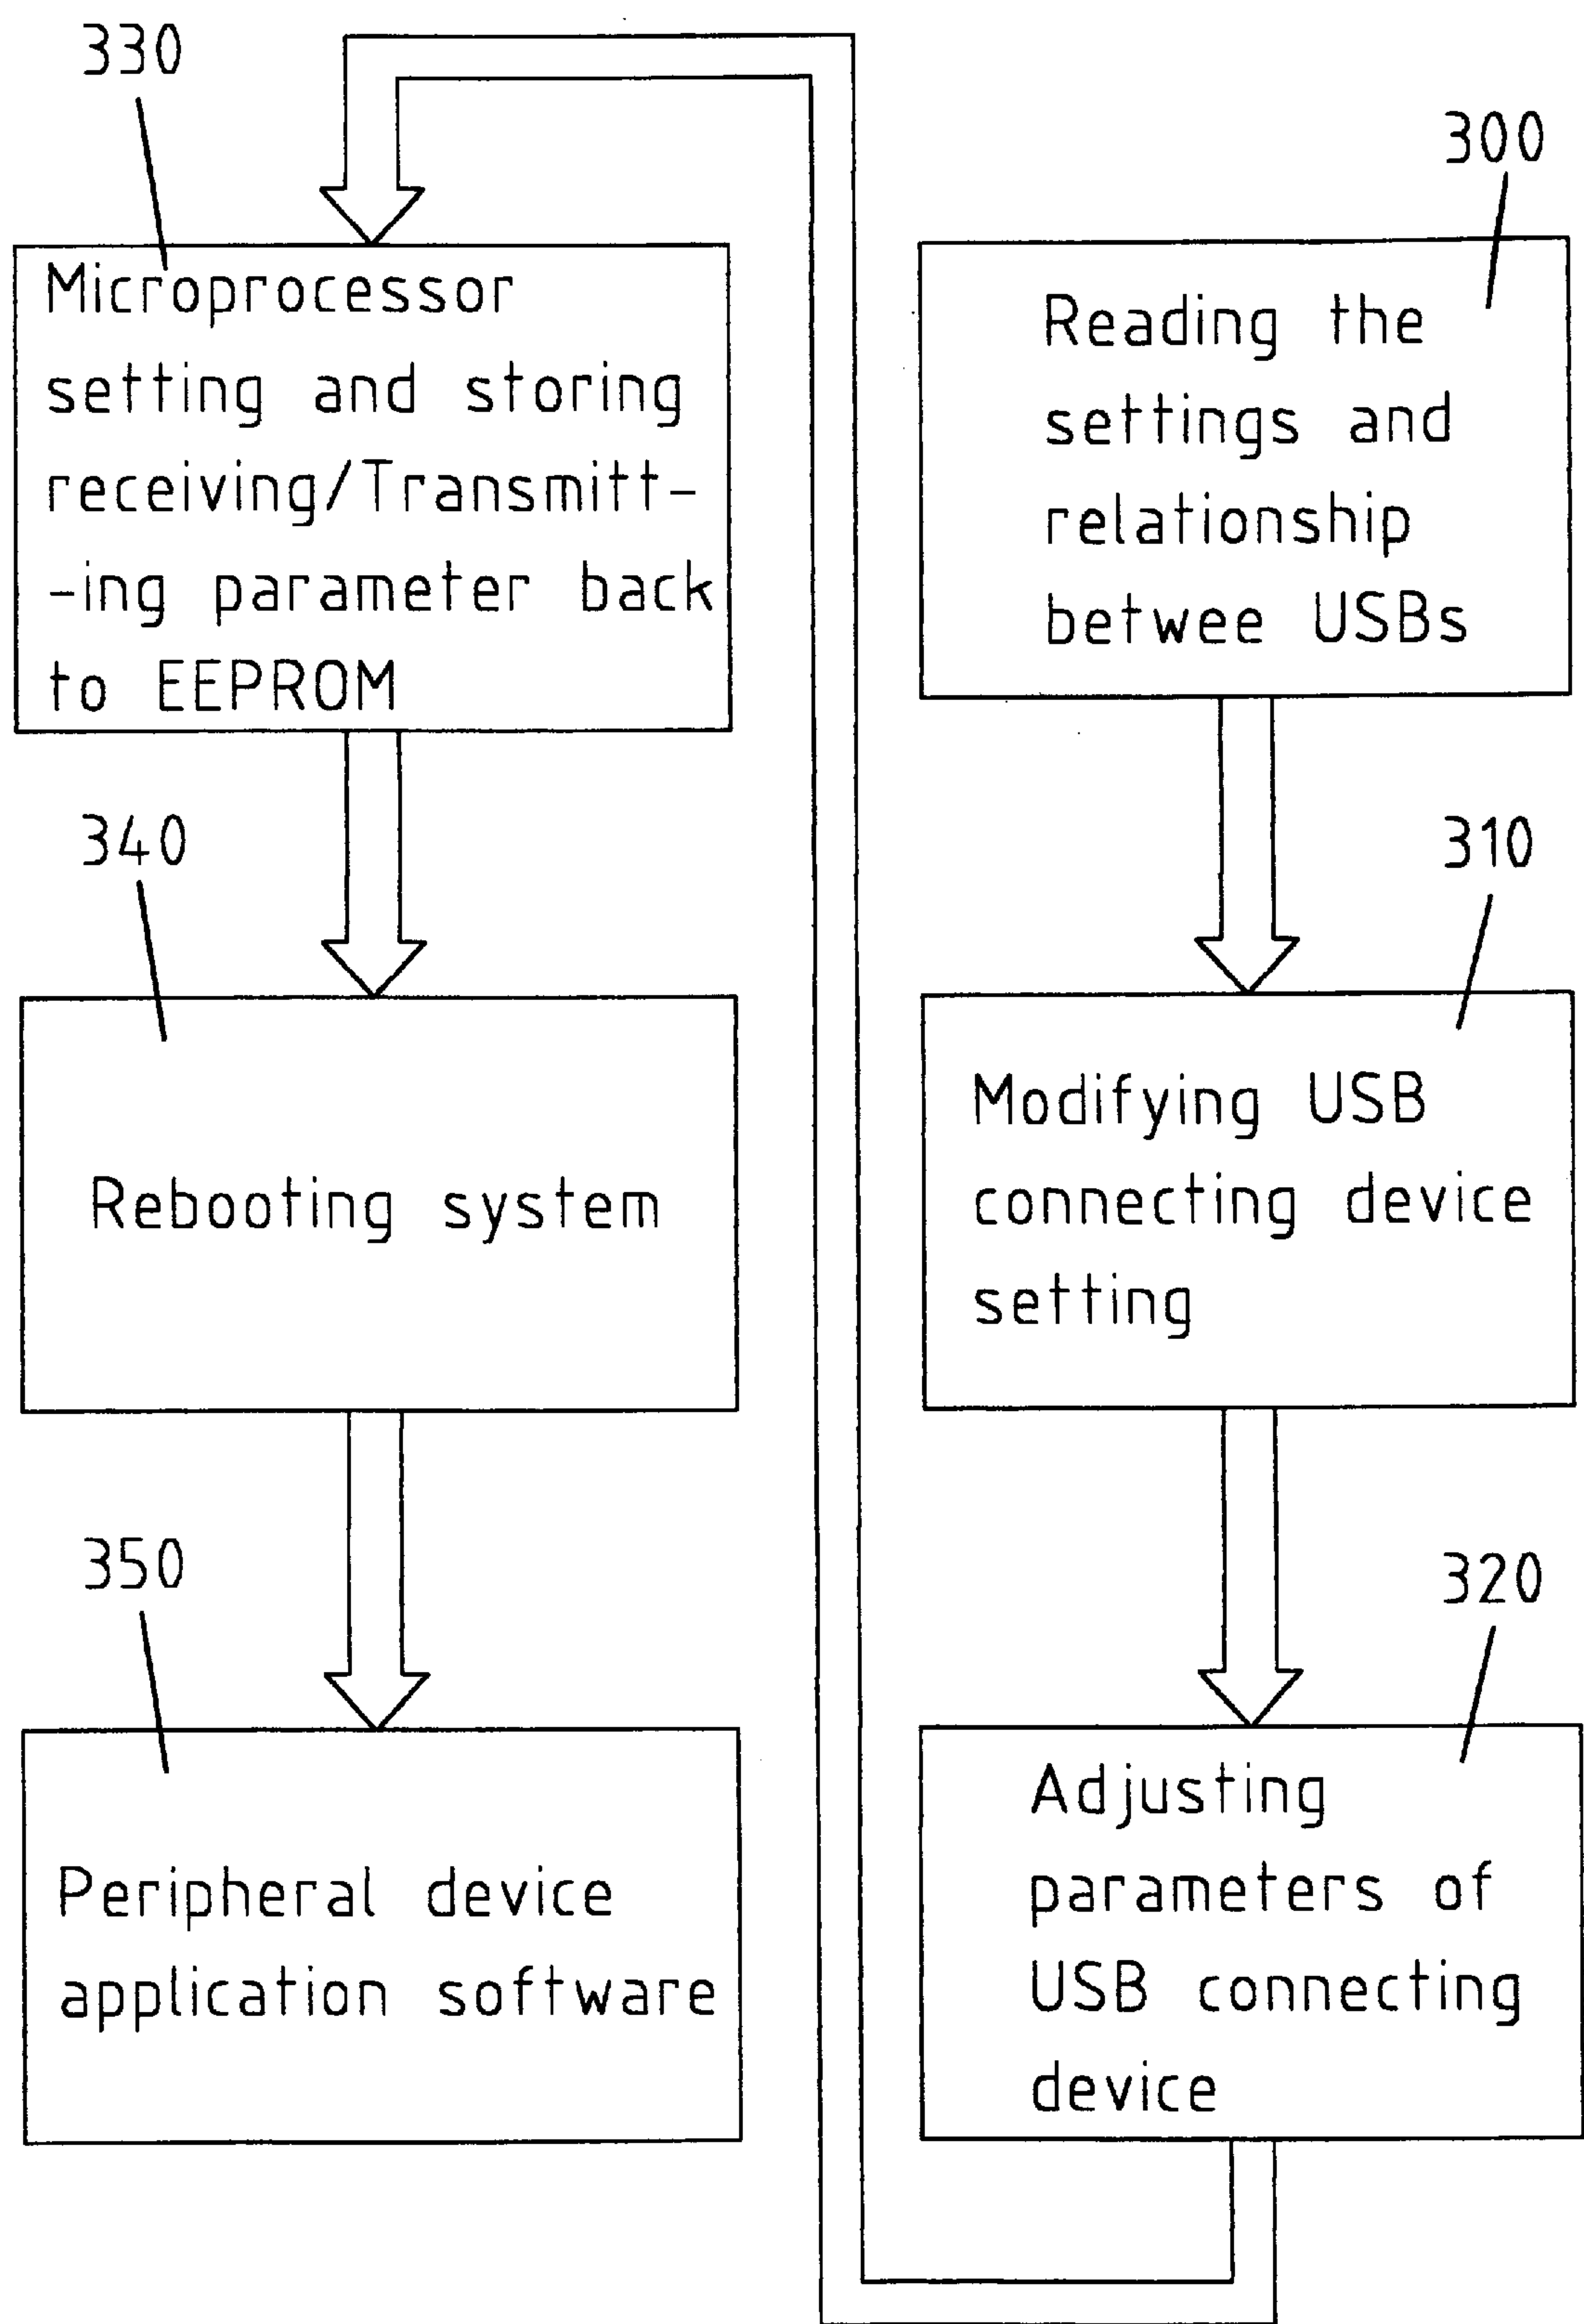 330
Microprocessor
setting and storing
receiving/Transmitt-
-ing parameter back
to EEPROM
340
Rebooting system
350
Peripheral device
application software
300
Reading the
settings and
relationship
betwee USBs
310
Modifying USB
connecting device
setting
320
Adjusting
parameters of
USB connecting
device